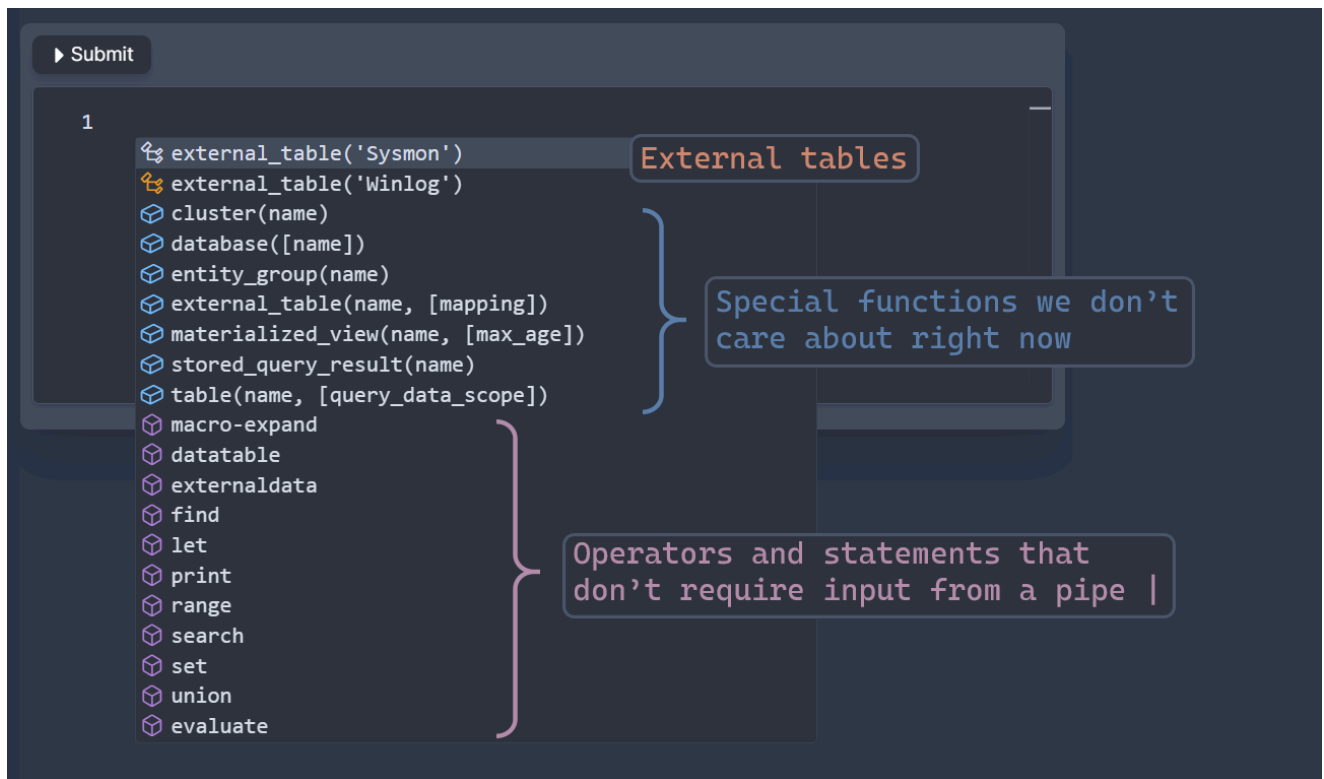 Submit
1
external_table('Sysmon')
External tables
external_table('Winlog')
cluster(name)
database([name])
entity_group(name)
external_table(name, [mapping])
materialized_view(name, [max_age])
stored_query_result(name)
table(name, [query_data_scope])
Special functions we don’t
care about right now
macro-expand
datatable
externaldata
find
let
print
range
search
set
union
evaluate
Operators and statements that
don’t require input from a pipe |